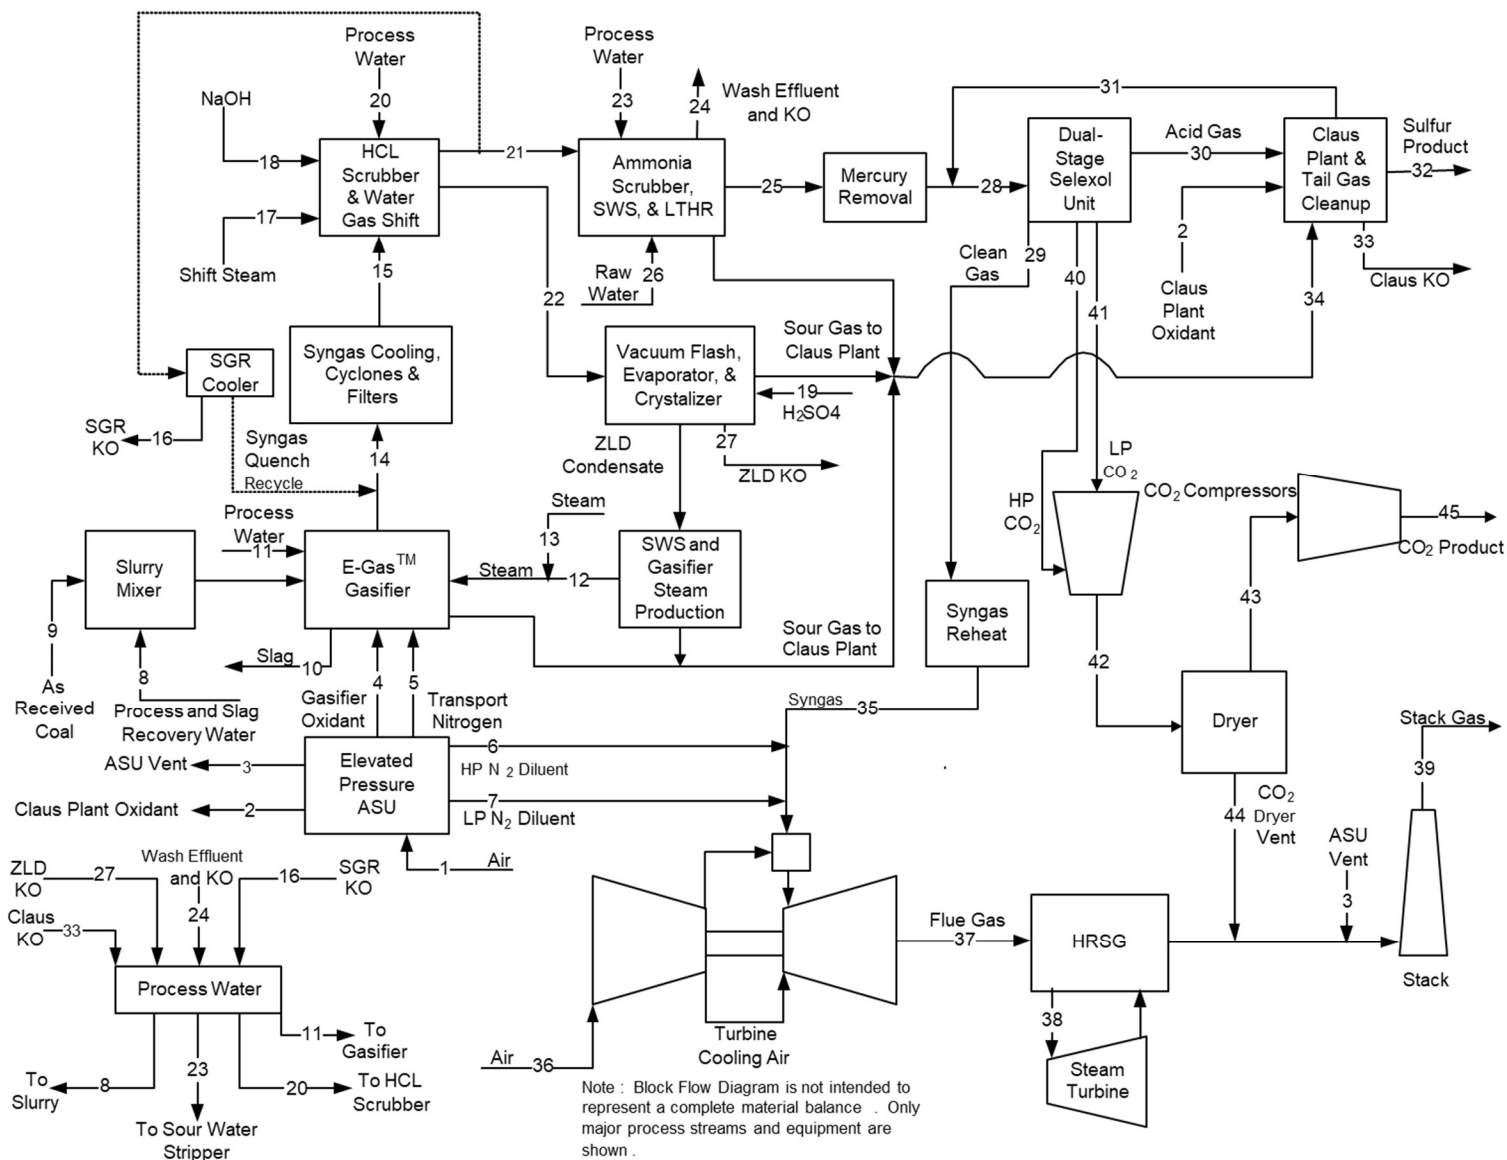 Process
Water
20
NaOH
18
HCL
Scrubber
& Water
Gas Shift
17
Shift Steam
15
21
22
Process
Water
23
24
Wash Effluent
and KO
Ammonia
Scrubber,
SWS, & LTHR
25
Raw
Water
26
Mercury
Removal
28
31
Dual-
Stage
Selexol
Unit
Acid Gas
30
Claus
Plant &
Tail Gas
Cleanup
Sulfur
Product
32
33
Claus KO
2
Claus
Plant
Oxidant
34
Clean
Gas
29
40
41
SGR
Cooler
SGR
KO
16
Syngas
Quench
Recycle
Syngas Cooling,
Cyclones &
Filters
14
Vacuum Flash,
Evaporator, &
Crystalizer
Sour Gas to
Claus Plant
19
H2SO4
ZLD
Condensate
27
ZLD KO
LP
CO 2
HP
CO2
CO2 Compressors
45
CO2 Product
43
42
Process
Water
11
Slurry
Mixer
E-GasTM
Gasifier
Steam
13
Steam
12
SWS and
Gasifier
Steam
Production
Sour Gas to
Claus Plant
Syngas
Reheat
9
As
Received
Coal
8
Process and Slag
Recovery Water
Slag
10
4
5
Gasifier
Oxidant
Transport
Nitrogen
Syngas
35
Dryer
Stack Gas
39
ASU Vent
3
Claus Plant Oxidant
2
Elevated
Pressure
ASU
6
HP N 2 Diluent
7
LP N2 Diluent
1
Air
44
CO2
Dryer
Vent
ASU
Vent
3
ZLD
KO
27
Wash Effluent
and KO
24
16
SGR
KO
Claus
KO
33
Process Water
11
To
Gasifier
To
Slurry
8
23
20
To HCL
Scrubber
To Sour Water
Stripper
Flue Gas
37
HRSG
Stack
38
Steam
Turbine
Turbine
Cooling Air
Air
36
Note : Block Flow Diagram is not intended to
represent a complete material balance . Only
major process streams and equipment are
shown .